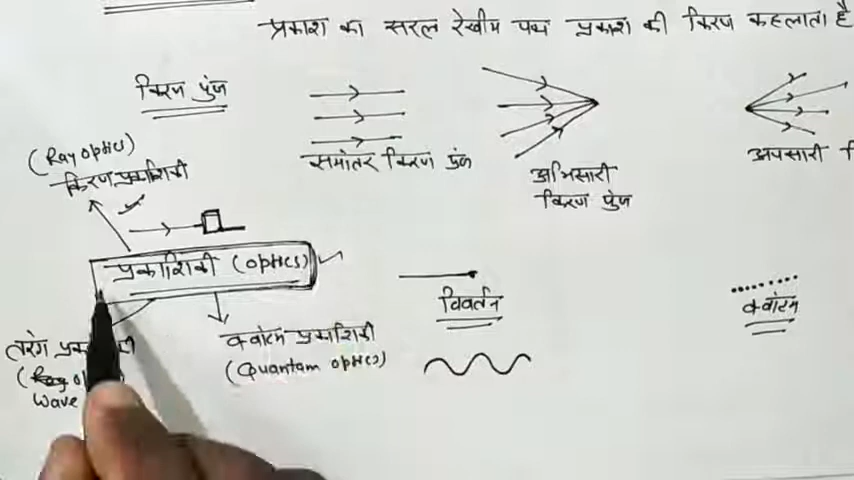 प्रकाश का सरल रेखीय पथ प्रकाश की किरण कहलाता है
किरण पुंज
(Ray optics)
किरण प्रकाशिकी
समांतर किरण पुंज
अभिसारी
किरण पुंज
अपसारी
प्रकाशिकी (optics)
विवर्तन
क्वांटम
तरंग
क्वांटम प्रकाशिकी
(Quantam optics)
Wave